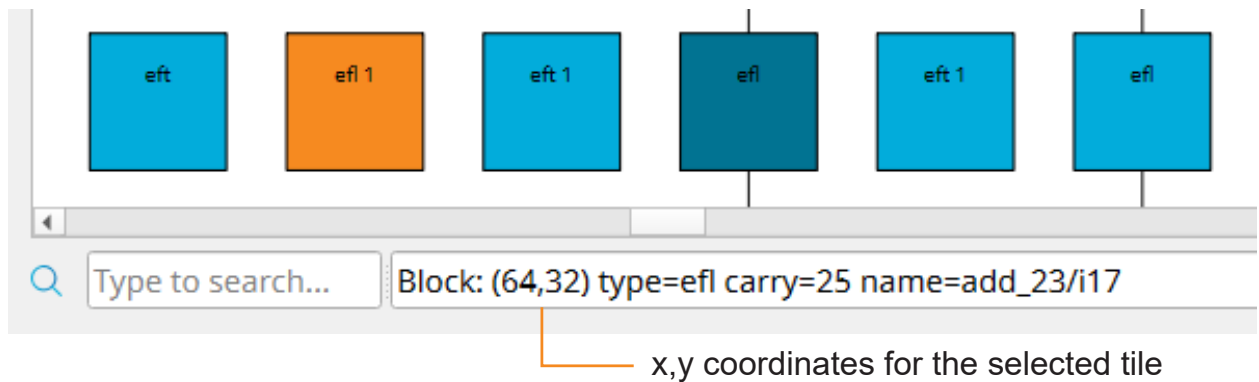 eft
efl 1
eft 1
efl
eft 1
efl
Type to search...
Block: (64,32) type=efl carry=25 name=add_23/i17
x,y coordinates for the selected tile